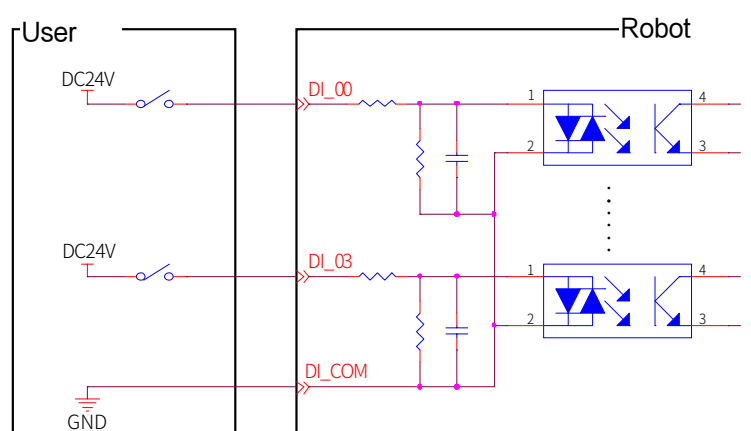 User
Robot
DC24V
DI_00
1
4
2
3
DC24V
DI_03
1
4
2
3
DI_COM
GND